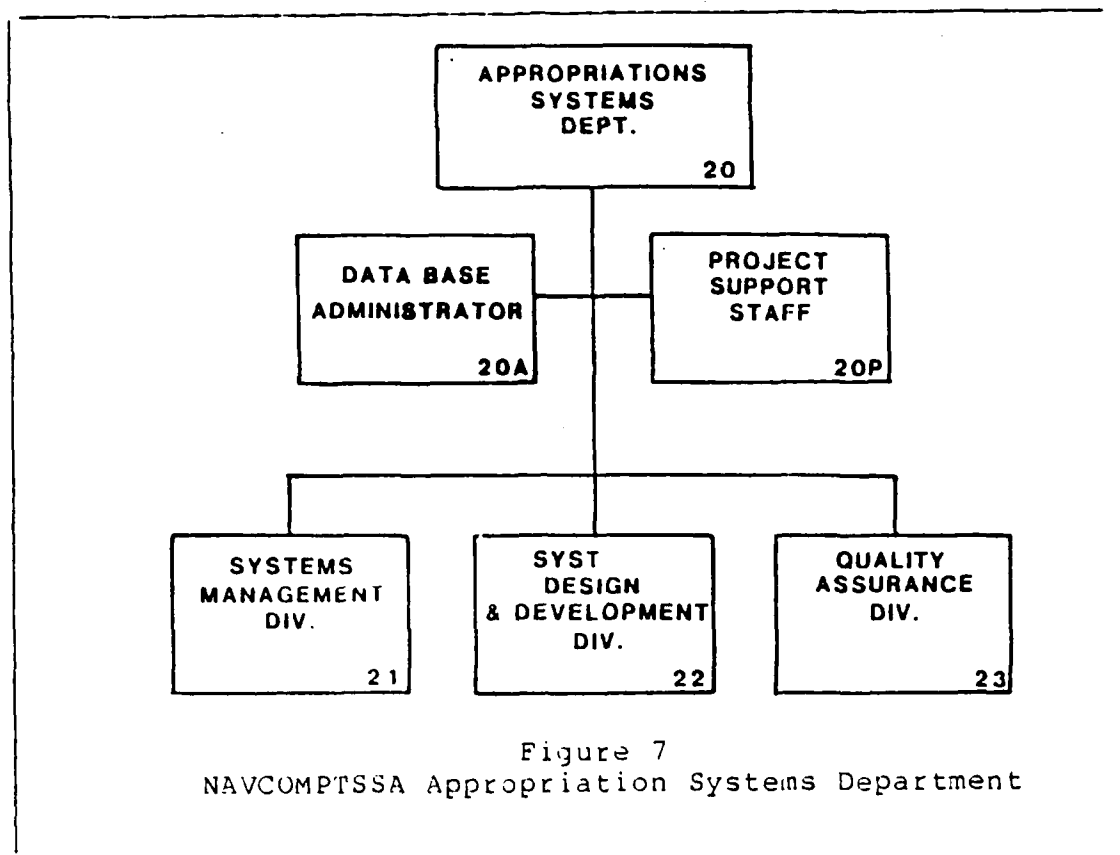 APPROPRIATIONS
SYSTEMS
DEPT.
20
DATA BASE
ADMINISTRATOR
20A
PROJECT
SUPPORT
STAFF
20P
SYSTEMS
MANAGEMENT
DIV.
21
SYST
DESIGN
& DEVELOPMENT
DIV.
22
QUALITY
ASSURANCE
DIV.
23
Figure 7
NAVCOMPTSSA Appropriation Systems Department